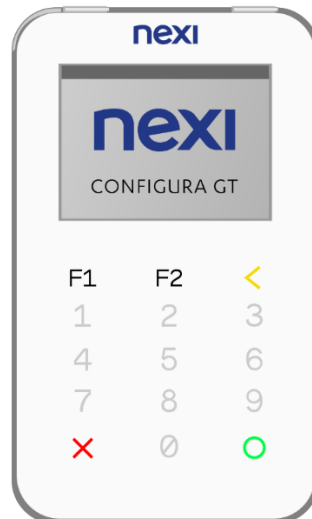 nexi
nexi
CONFIGURA GT
F1 F2 <
1 2 3
4 5 6
7 8 9
0